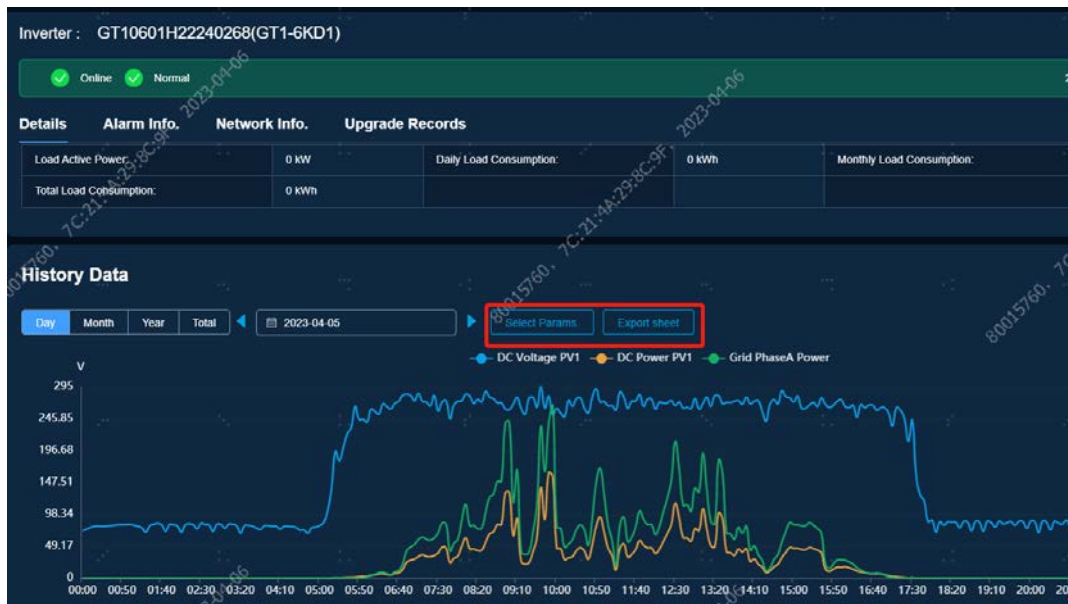 Inverter : GT10601H22240268(GT1-6KD1)
Online Normal
Details Alarm Info. Network Info. Upgrade Records
Load Active Power: 0 kW Daily Load Consumption: 0 kWh Monthly Load Consumption:
Total Load Consumption: 0 kWh
History Data
Day Month Year Total 2023-04-05 Select Params. Export sheet
DC Voltage PV1 DC Power PV1 Grid PhaseA Power
V
295
245.85
196.68
147.51
98.34
49.17
0
00:00 00:50 01:40 02:30 03:20 04:10 05:00 05:50 06:40 07:30 08:20 09:10 10:00 10:50 11:40 12:30 13:20 14:10 15:00 15:50 16:40 17:30 18:20 19:10 20:00
80015760, 7C:21:4A:29:8C:9F, 2023-04-06